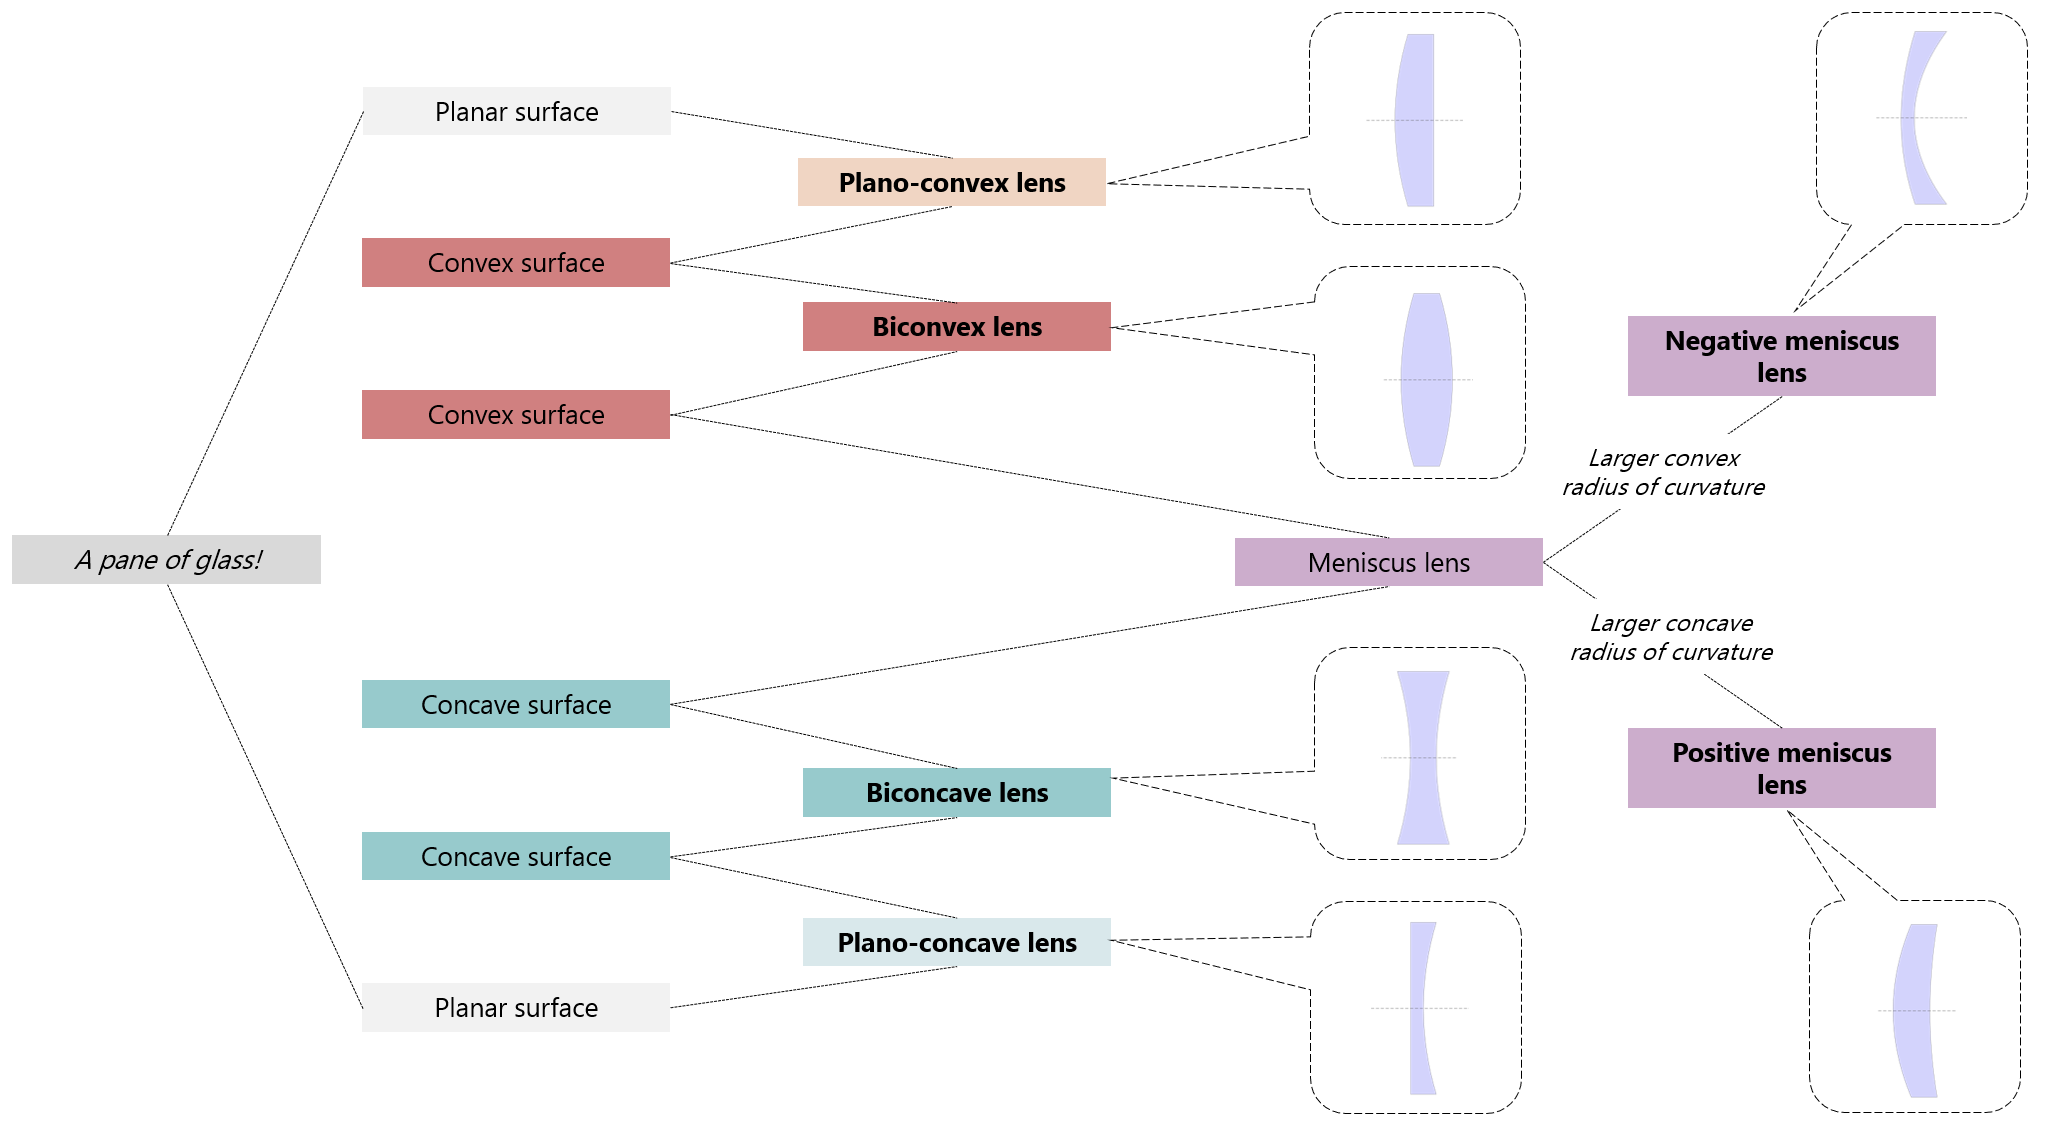 Planar surface
Plano-convex lens
Convex surface
Biconvex lens
Negative meniscus
lens
Convex surface
Larger convex
radius of curvature
A pane of glass!
Meniscus lens
Larger concave
radius of curvature
Concave surface
Positive meniscus
lens
Biconcave lens
Concave surface
Plano-concave lens
Planar surface